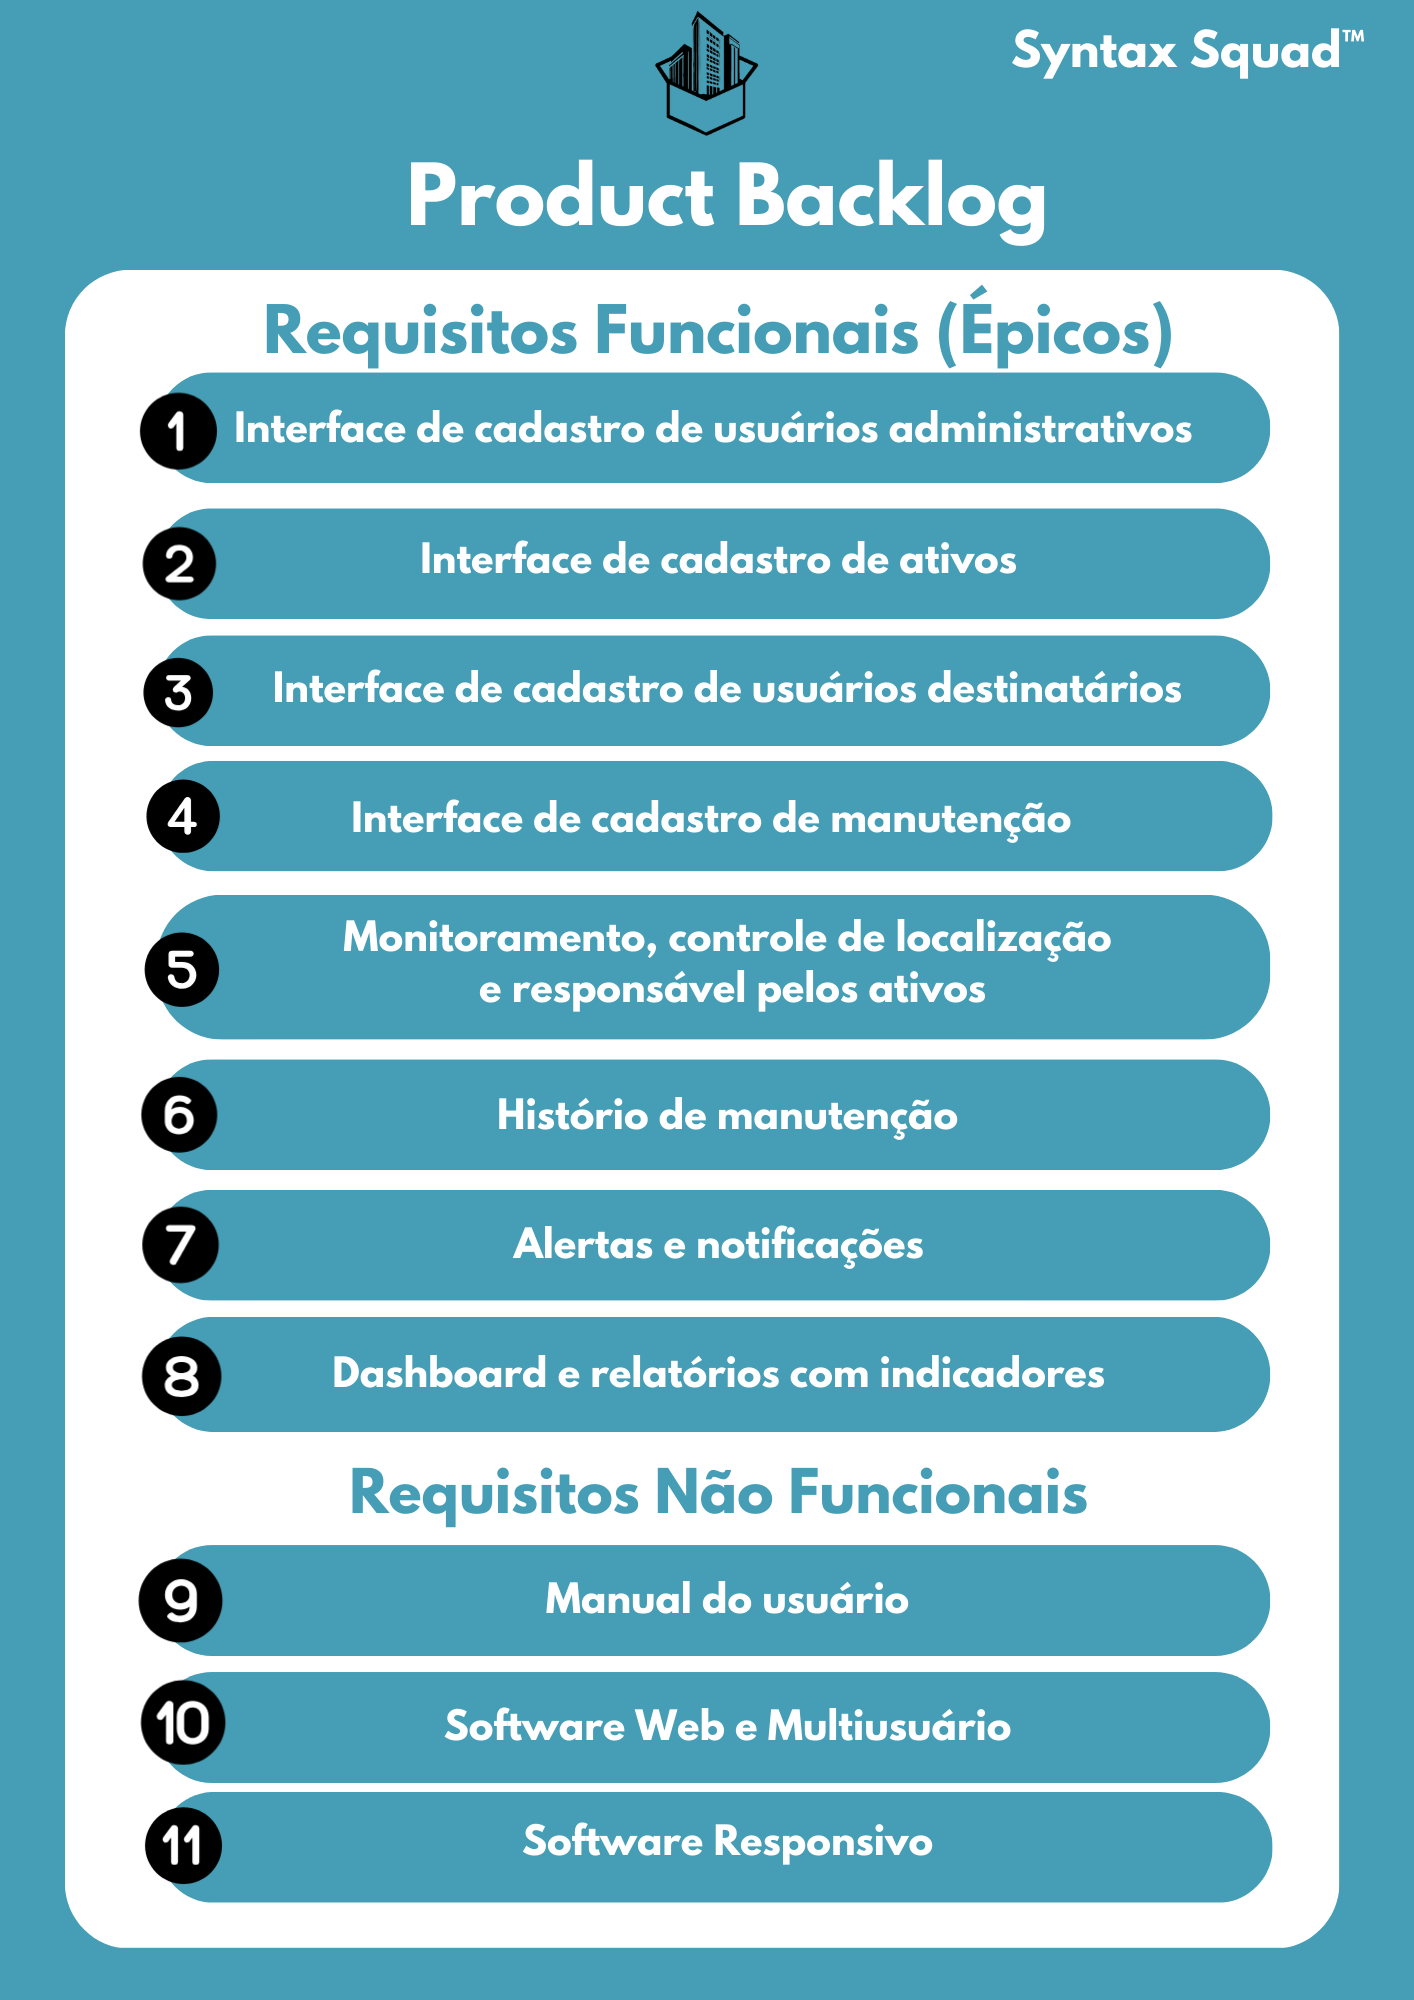 Syntax Squad™
Product Backlog
Requisitos Funcionais (Épicos)
1 Interface de cadastro de usuários administrativos
2 Interface de cadastro de ativos
3 Interface de cadastro de usuários destinatários
4 Interface de cadastro de manutenção
5 Monitoramento, controle de localização
e responsável pelos ativos
6 Histório de manutenção
7 Alertas e notificações
8 Dashboard e relatórios com indicadores
Requisitos Não Funcionais
9 Manual do usuário
10 Software Web e Multiusuário
11 Software Responsivo